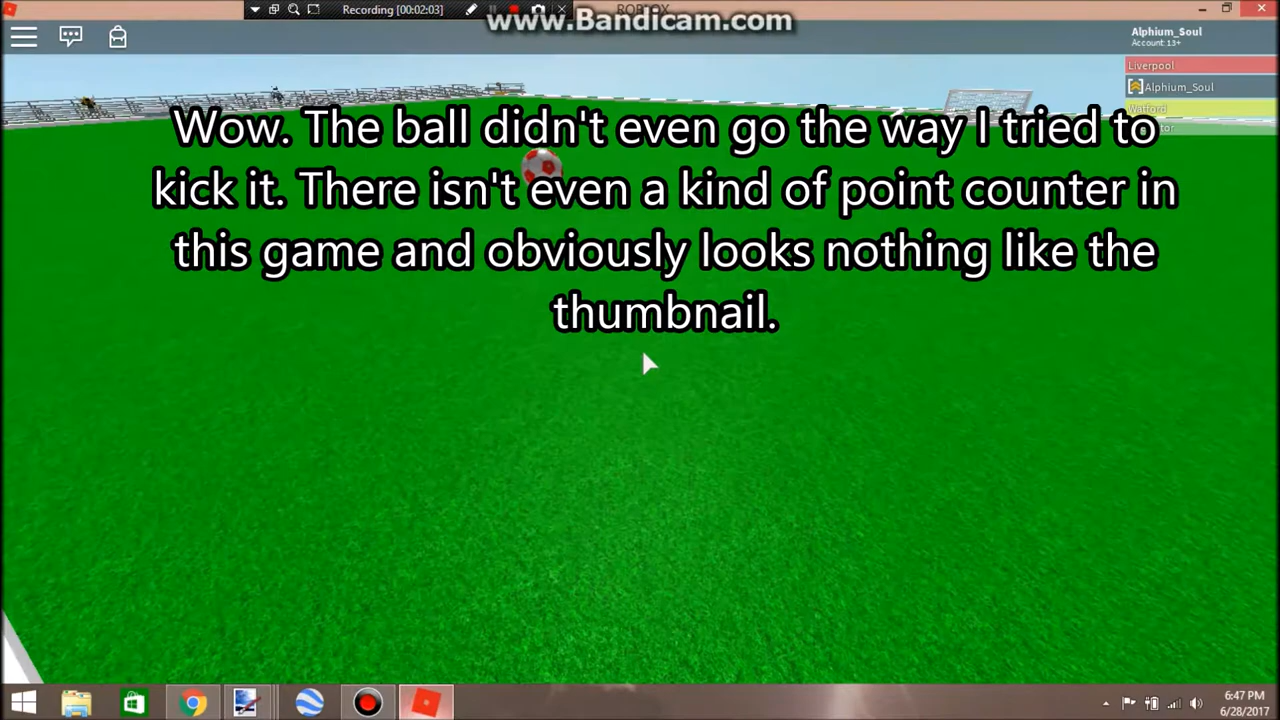 Recording [00:02:03]
www.Bandicam.com
ROBLOX
Alphium_Soul
Account: 13+
Liverpool
Alphium_Soul
Watford
Wow. The ball didn't even go the way I tried to
kick it. There isn't even a kind of point counter in
this game and obviously looks nothing like the
thumbnail.
6:47 PM
6/28/2017